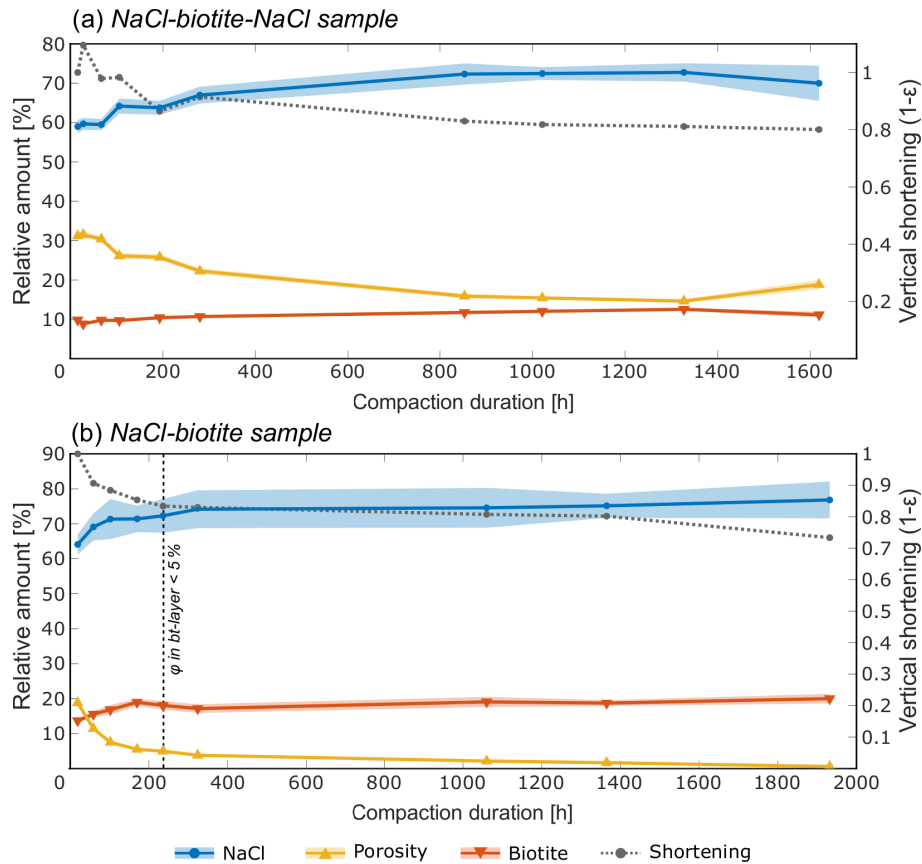 (a) NaCl-biotite-NaCl sample
80
70
60
50
40
30
20
10
Relative amount [%]
1
0.8
0.6
0.4
0.2
Vertical shortening (1-ε)
0 200 400 600 800 1000 1200 1400 1600
Compaction duration [h]
(b) NaCl-biotite sample
90
80
70
60
50
40
30
20
10
Relative amount [%]
φ in bt-layer < 5 %
1
0.9
0.8
0.7
0.6
0.5
0.4
0.3
0.2
0.1
Vertical shortening (1-ε)
0 200 400 600 800 1000 1200 1400 1600 1800 2000
Compaction duration [h]
NaCl Porosity Biotite Shortening